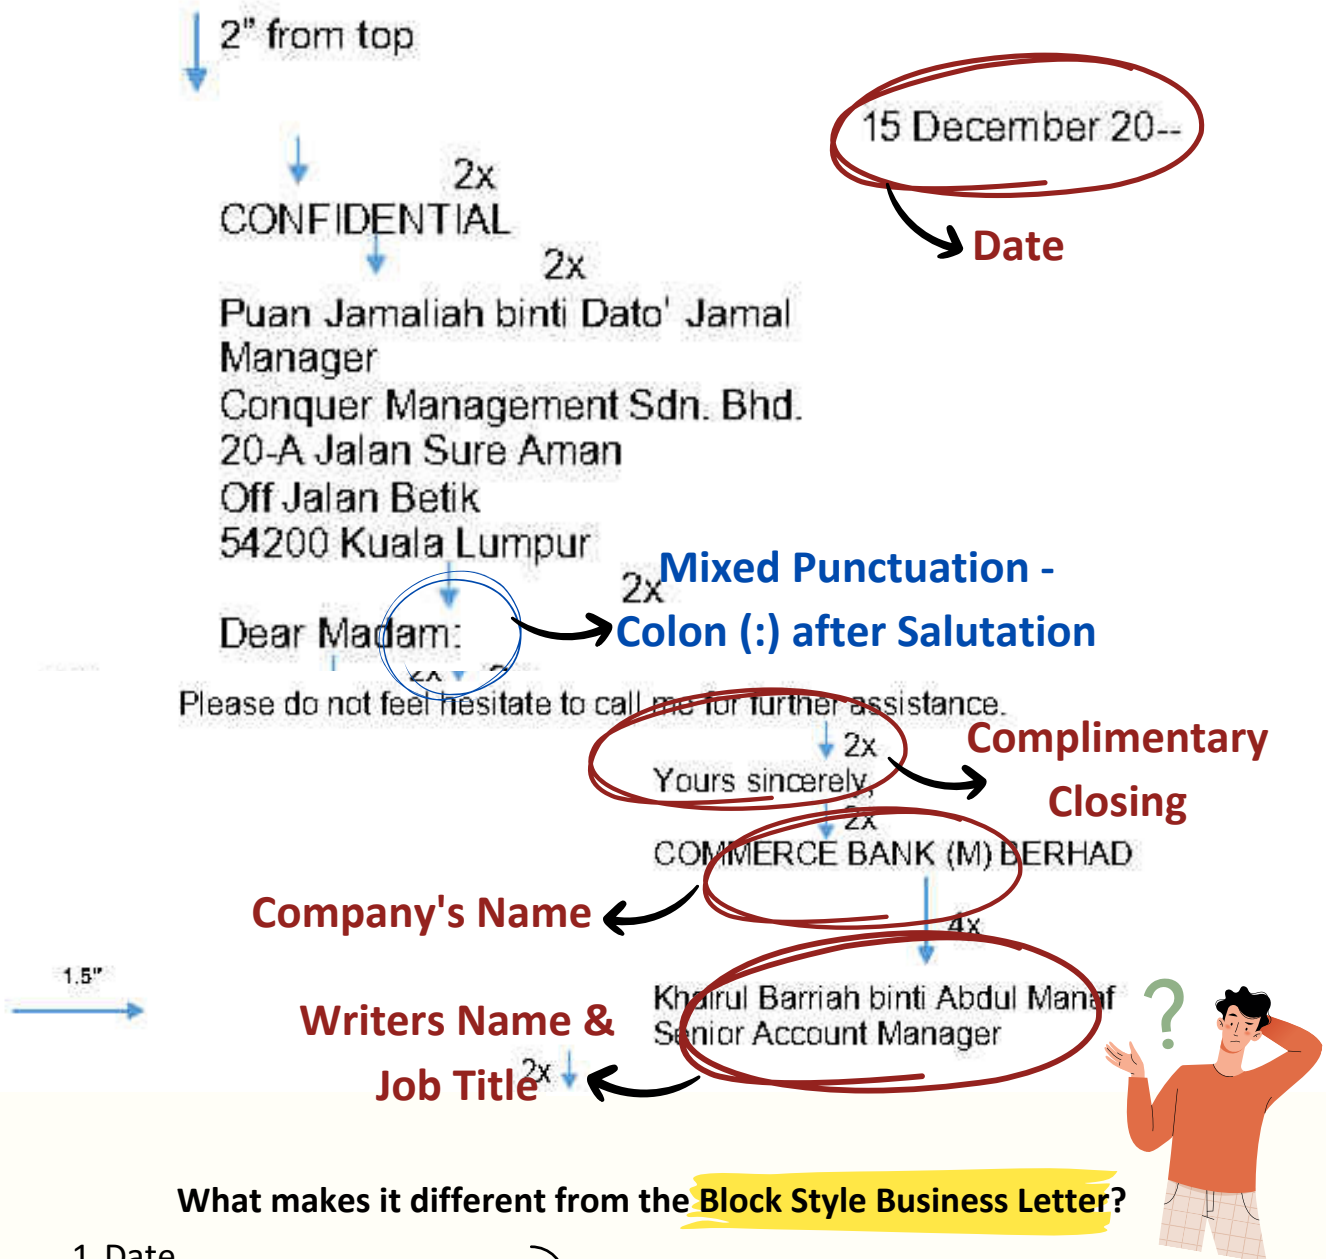 2" from top
15 December 20--
2x
CONFIDENTIAL
Date
2x
Puan Jamaliah binti Dato' Jamal
Manager
Conquer Management Sdn. Bhd.
20-A Jalan Sure Aman
Off Jalan Betik
54200 Kuala Lumpur
Mixed Punctuation -
2x
Dear Madam:
Colon (:) after Salutation
2x
Please do not feel hesitate to call me for further assistance.
2x
Complimentary
Yours sincerely,
Closing
2x
COMMERCE BANK (M) BERHAD
Company's Name
4x
1.5"
Khairul Barriah binti Abdul Manaf
Writers Name &
Senior Account Manager
?
2x
Job Title
What makes it different from the Block Style Business Letter?
1. Date